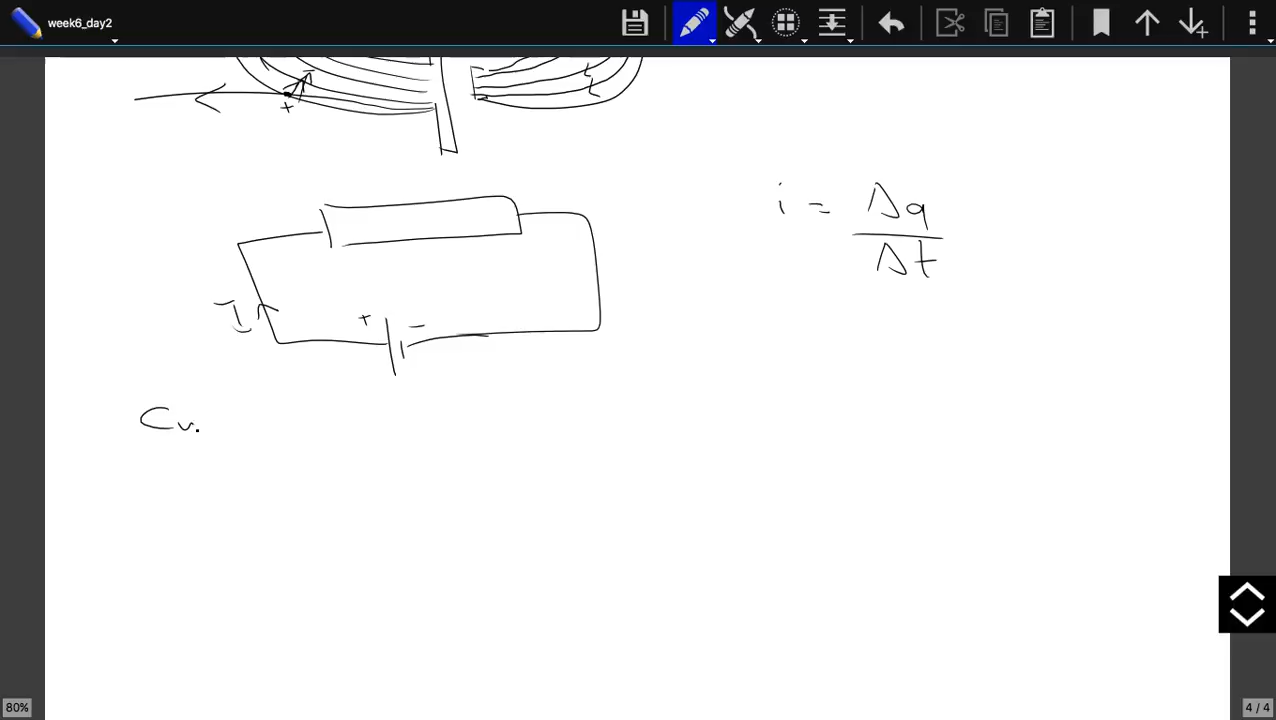 week6_day2
+
i = Δq
Δt
I
+ −
Cu
80%
4 / 4